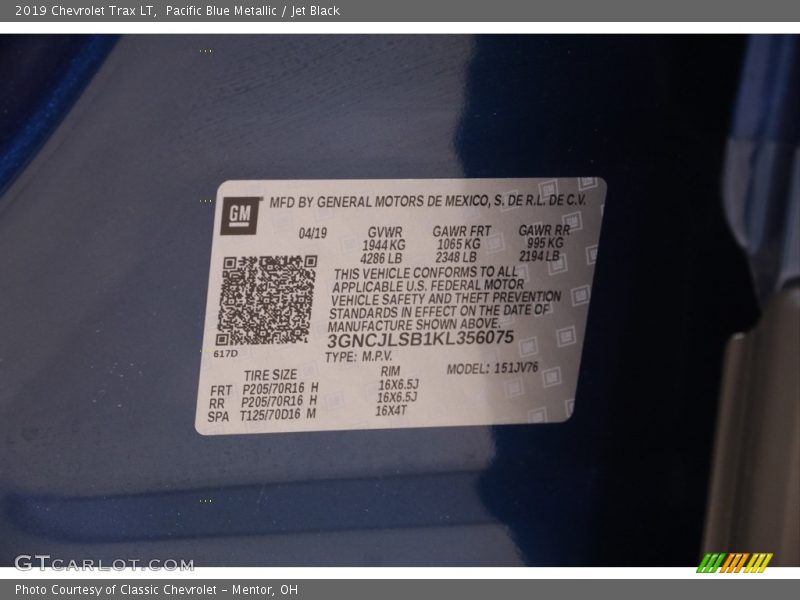 2019 Chevrolet Trax LT,  Pacific Blue Metallic / Jet Black
GM
MFD BY GENERAL MOTORS DE MEXICO, S. DE R.L. DE C.V.
04/19 GVWR GAWR FRT GAWR RR
1944 KG 1065 KG 995 KG
4286 LB 2348 LB 2194 LB
THIS VEHICLE CONFORMS TO ALL
APPLICABLE U.S. FEDERAL MOTOR
VEHICLE SAFETY AND THEFT PREVENTION
STANDARDS IN EFFECT ON THE DATE OF
MANUFACTURE SHOWN ABOVE.
3GNCJLSB1KL356075
617D
TYPE: M.P.V.
TIRE SIZE RIM MODEL: 151JV76
FRT P205/70R16 H 16X6.5J
RR P205/70R16 H 16X6.5J
SPA T125/70D16 M 16X4T
GTCARLOT.COM
Photo Courtesy of Classic Chevrolet - Mentor, OH